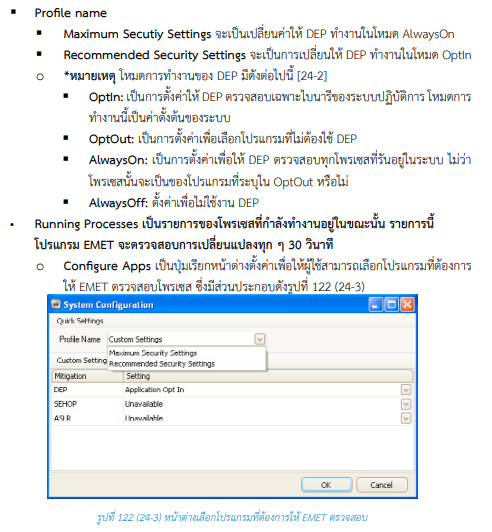 ▪ Profile name
▪ Maximum Secutiy Settings จะเป็นเปลี่ยนค่าให้ DEP ทำงานในโหมด AlwaysOn
▪ Recommended Security Settings จะเป็นการเปลี่ยนให้ DEP ทำงานในโหมด OptIn
o *หมายเหตุ โหมดการทำงานของ DEP มีดังต่อไปนี้ [24-2]
▪ OptIn: เป็นการตั้งค่าให้ DEP ตรวจสอบเฉพาะไบนารีของระบบปฏิบัติการ โหมดการ
ทำงานนี้เป็นค่าตั้งต้นของระบบ
▪ OptOut: เป็นการตั้งค่าเพื่อเลือกโปรแกรมที่ไม่ต้องใช้ DEP
▪ AlwaysOn: เป็นการตั้งค่าเพื่อให้ DEP ตรวจสอบทุกโพรเซสที่รันอยู่ในระบบ ไม่ว่า
โพรเซสนั้นจะเป็นของโปรแกรมที่ระบุใน OptOut หรือไม่
▪ AlwaysOff: ตั้งค่าเพื่อไม่ใช้งาน DEP
• Running Processes เป็นรายการของโพรเซสที่กำลังทำงานอยู่ในขณะนั้น รายการนี้
โปรแกรม EMET จะตรวจสอบการเปลี่ยนแปลงทุก ๆ 30 วินาที
o Configure Apps เป็นปุ่มเรียกหน้าต่างตั้งค่าเพื่อให้ผู้ใช้สามารถเลือกโปรแกรมที่ต้องการ
ให้ EMET ตรวจสอบโพรเซส ซึ่งมีส่วนประกอบดังรูปที่ 122 (24-3)
System Configuration
Quick Settings
Profile Name Custom Settings
Maximum Security Settings
Custom Setting Recommended Security Settings
Mitigation Setting
DEP Application Opt In
SEHOP Unavailable
ASLR Unavailable
OK Cancel
รูปที่ 122 (24-3) หน้าต่างเลือกโปรแกรมที่ต้องการให้ EMET ตรวจสอบ